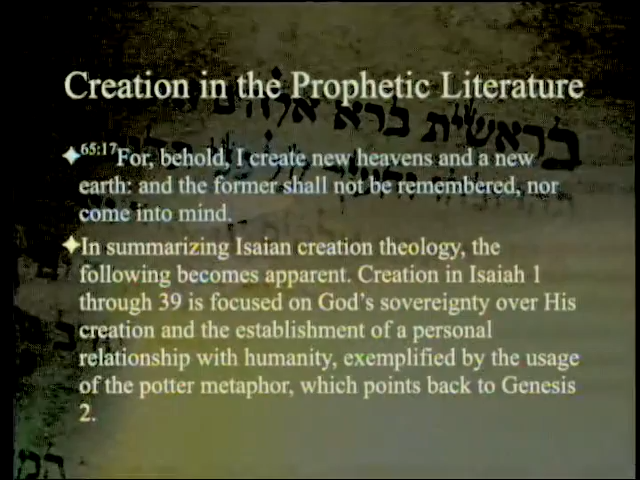 Creation in the Prophetic Literature
בראשית ברא אלהים
65:17For, behold, I create new heavens and a new
earth: and the former shall not be remembered, nor
come into mind.
In summarizing Isaian creation theology, the
following becomes apparent. Creation in Isaiah 1
through 39 is focused on God's sovereignty over His
creation and the establishment of a personal
relationship with humanity, exemplified by the usage
of the potter metaphor, which points back to Genesis
2.